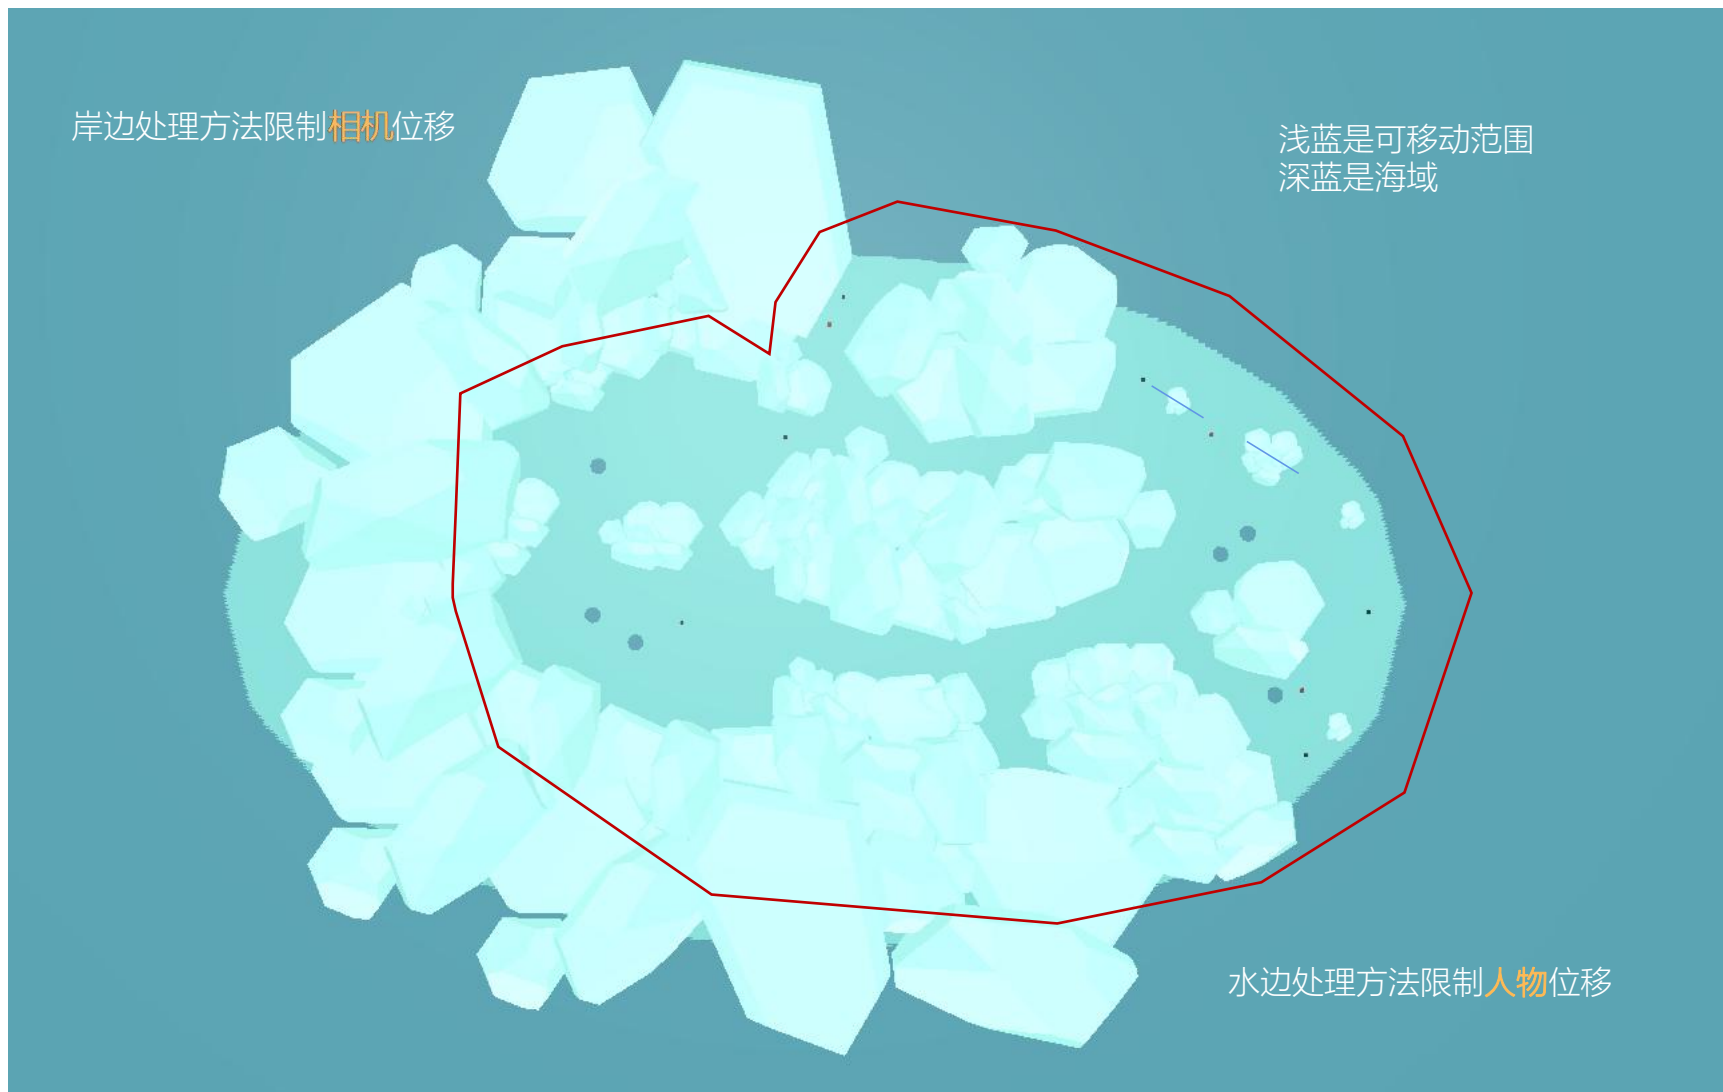 岸边处理方法限制相机位移
浅蓝是可移动范围
深蓝是海域
水边处理方法限制人物位移